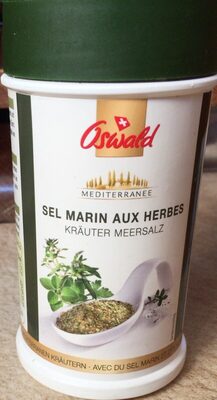 Oswald
MEDITERRANEE
SEL MARIN AUX HERBES
KRÄUTER MEERSALZ
KRÄUTERN · AVEC DU SEL MARIN